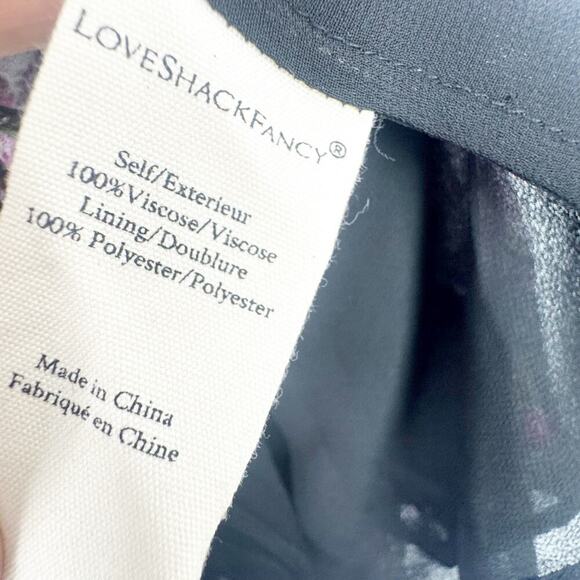 LOVESHACKFANCY®
Self/Exterieur
100%Viscose/Viscose
Lining/Doublure
100% Polyester/Polyester
Made in China
Fabriqué en Chine